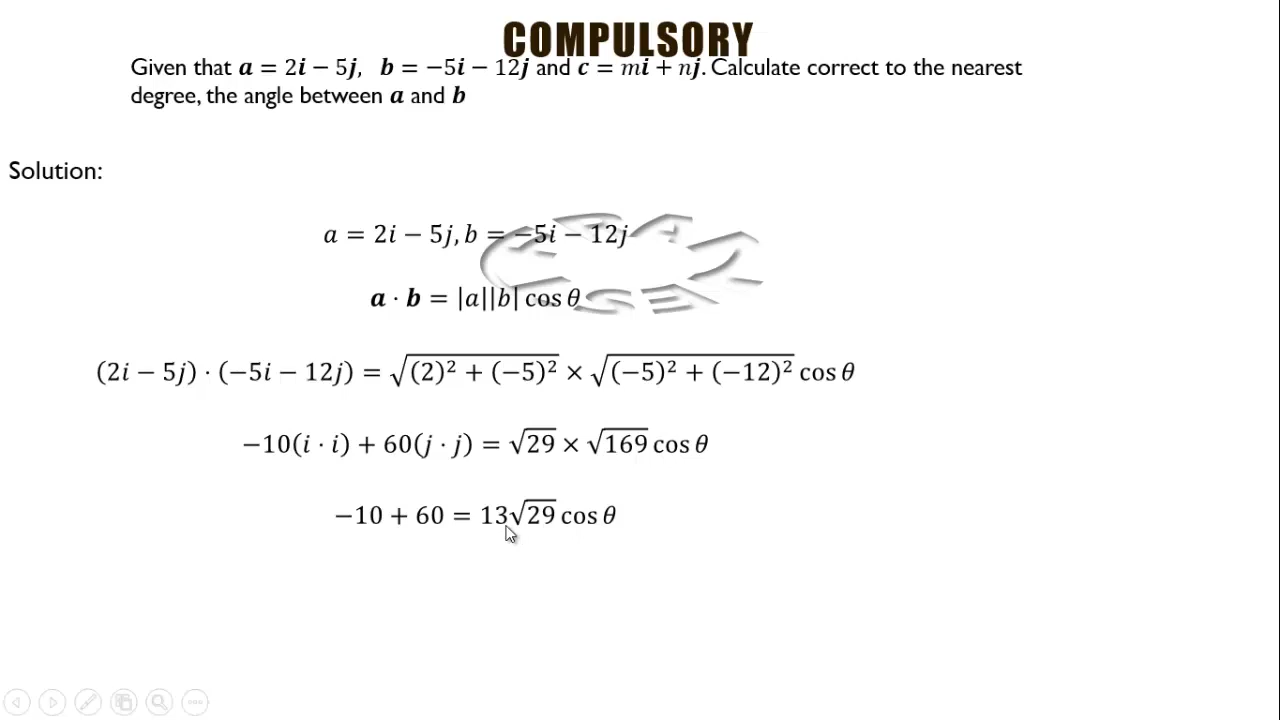 COMPULSORY
Given that a = 2i − 5j, b = −5i − 12j and c = mi + nj. Calculate correct to the nearest
degree, the angle between a and b
Solution:
a = 2i − 5j, b = −5i − 12j
a · b = |a||b| cos θ
(2i − 5j) · (−5i − 12j) = √((2)² + (−5)²) × √((−5)² + (−12)²) cos θ
−10(i · i) + 60(j · j) = √29 × √169 cos θ
−10 + 60 = 13√29 cos θ